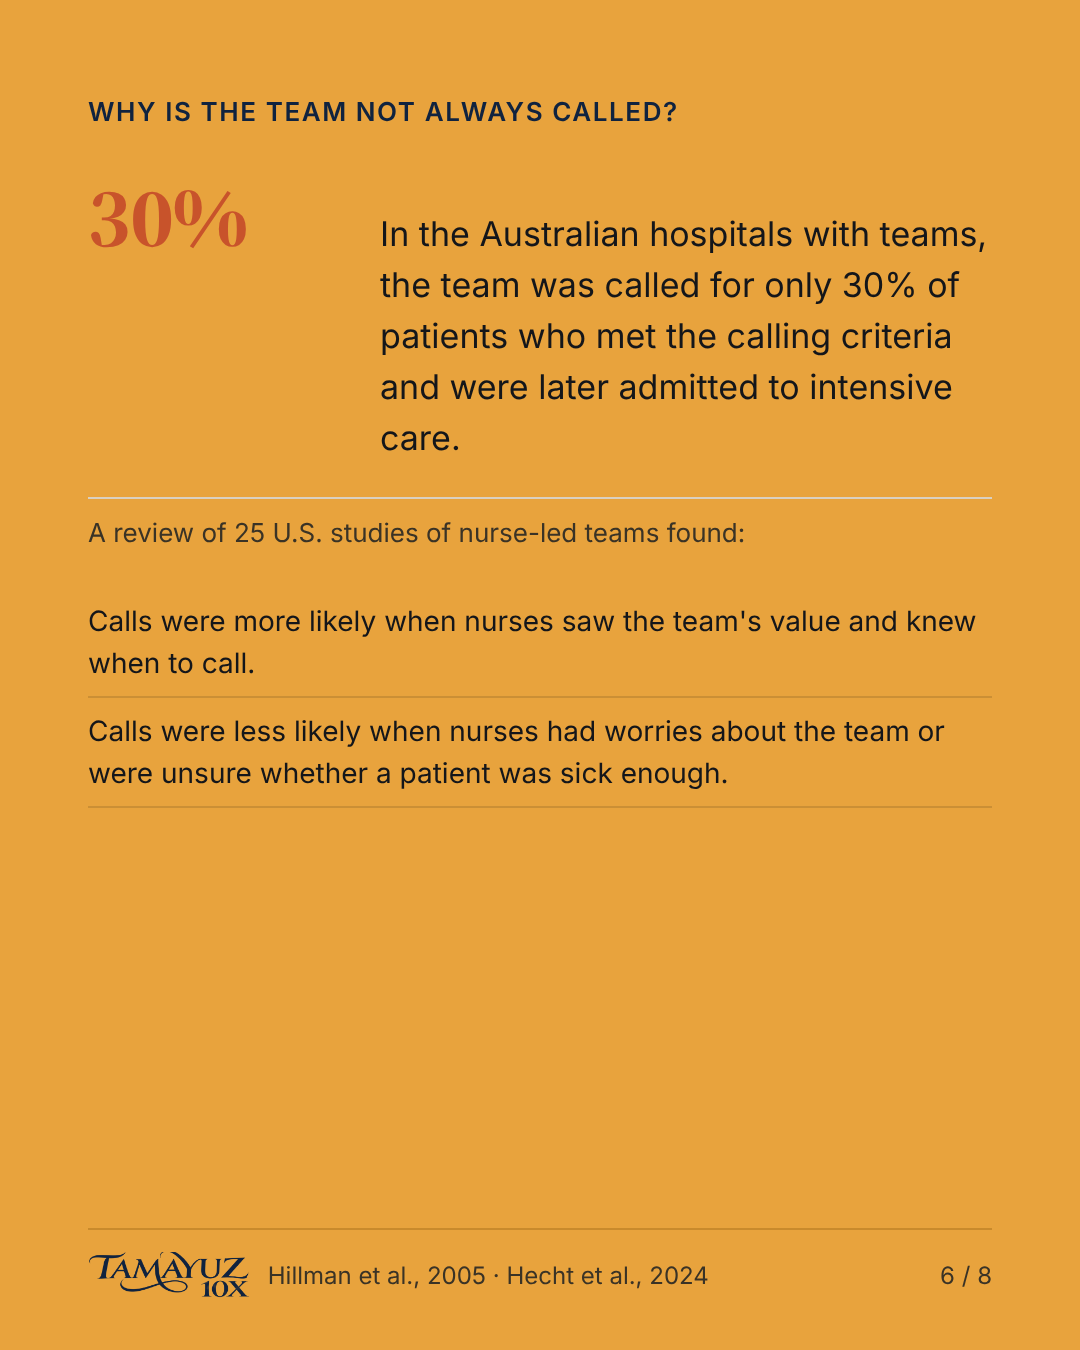 WHY IS THE TEAM NOT ALWAYS CALLED?
30%
In the Australian hospitals with teams,
the team was called for only 30% of
patients who met the calling criteria
and were later admitted to intensive
care.
A review of 25 U.S. studies of nurse-led teams found:
Calls were more likely when nurses saw the team's value and knew
when to call.
Calls were less likely when nurses had worries about the team or
were unsure whether a patient was sick enough.
TAMAYUZ
10X
Hillman et al., 2005 · Hecht et al., 2024
6 / 8